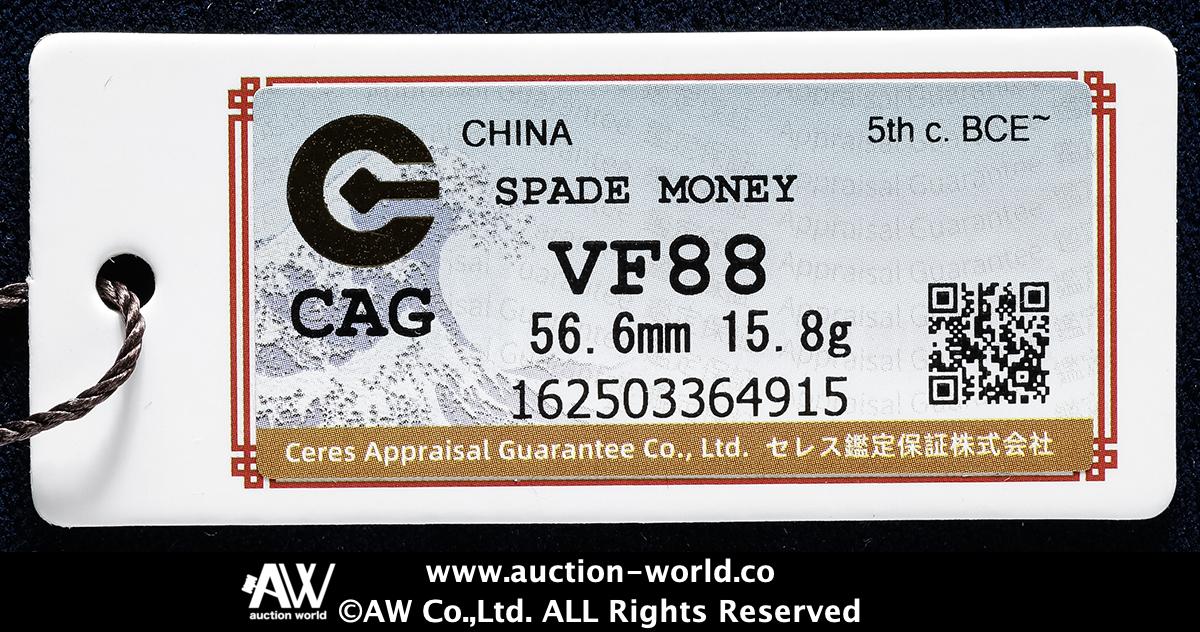 CHINA
5th c. BCE~
SPADE MONEY
VF88
CAG
56.6mm 15.8g
162503364915
Ceres Appraisal Guarantee Co., Ltd. セレス鑑定保証株式会社
AW
auction world
www.auction-world.co
©AW Co.,Ltd. ALL Rights Reserved